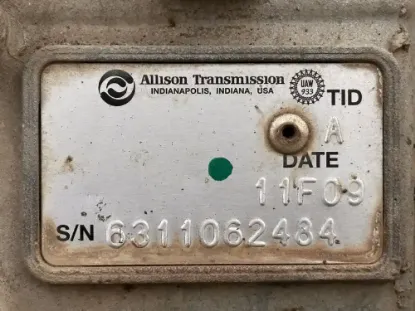 Allison Transmission
INDIANAPOLIS, INDIANA, USA
UAW
933
TID
A
DATE
11F09
S/N 6311062484